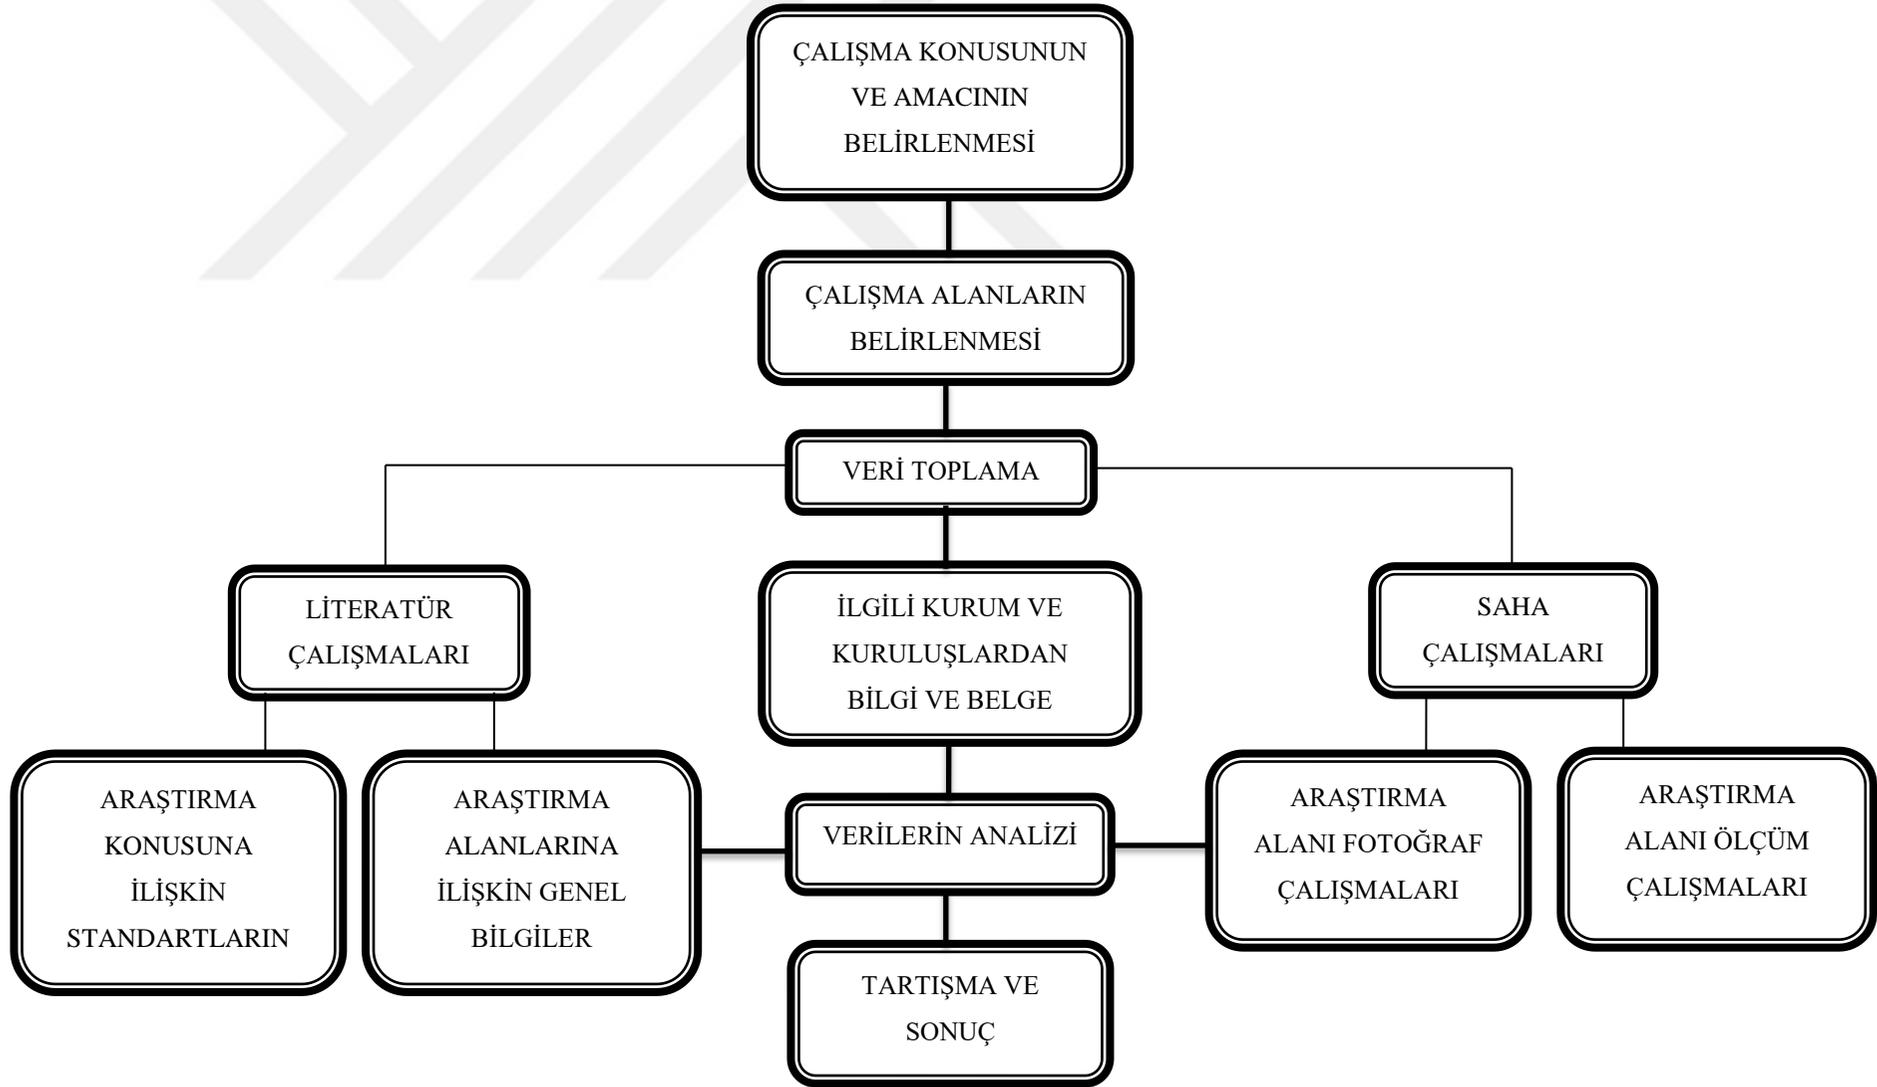 ÇALIŞMA KONUSUNUN
VE AMACININ
BELİRLENMESİ
ÇALIŞMA ALANLARIN
BELİRLENMESİ
VERİ TOPLAMA
LİTERATÜR
ÇALIŞMALARI
İLGİLİ KURUM VE
KURULUŞLARDAN
BİLGİ VE BELGE
SAHA
ÇALIŞMALARI
ARAŞTIRMA
KONUSUNA
İLİŞKİN
STANDARTLARIN
ARAŞTIRMA
ALANLARINA
İLİŞKİN GENEL
BİLGİLER
VERİLERİN ANALİZİ
ARAŞTIRMA
ALANI FOTOĞRAF
ÇALIŞMALARI
ARAŞTIRMA
ALANI ÖLÇÜM
ÇALIŞMALARI
TARTIŞMA VE
SONUÇ